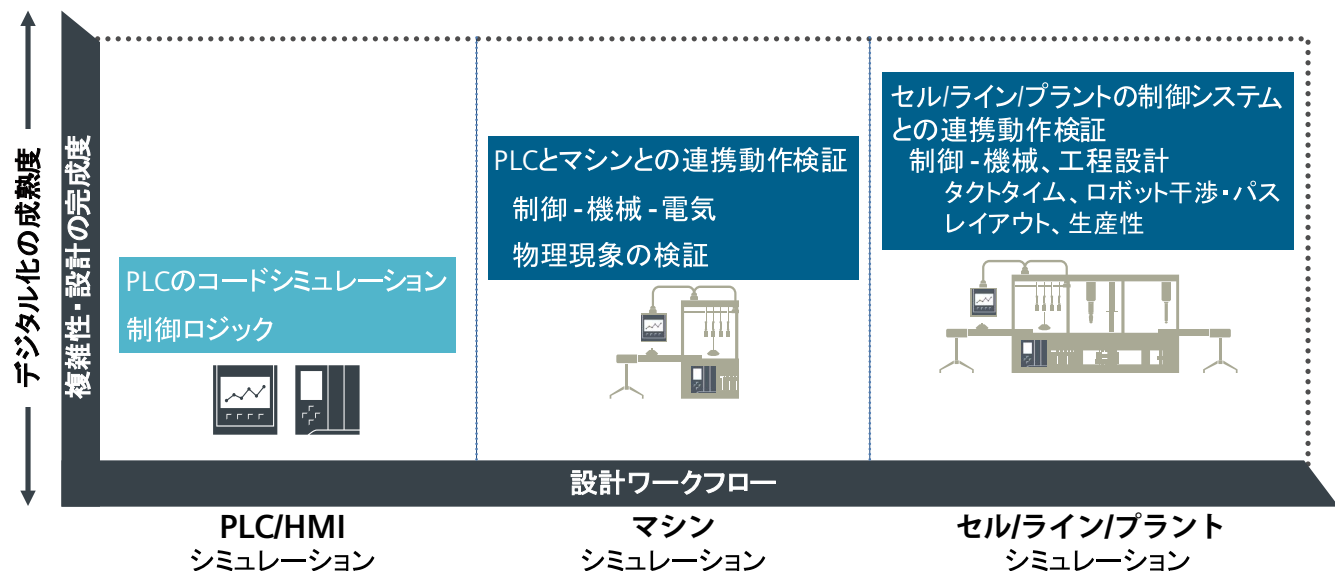 デジタル化の成熟度
複雑性・設計の完成度
PLCのコードシミュレーション
制御ロジック
PLCとマシンとの連携動作検証
制御 - 機械 - 電気
物理現象の検証
セル/ライン/プラントの制御システム
との連携動作検証
制御 - 機械、工程設計
タクトタイム、ロボット干渉・パス
レイアウト、生産性
設計ワークフロー
PLC/HMI
シミュレーション
マシン
シミュレーション
セル/ライン/プラント
シミュレーション